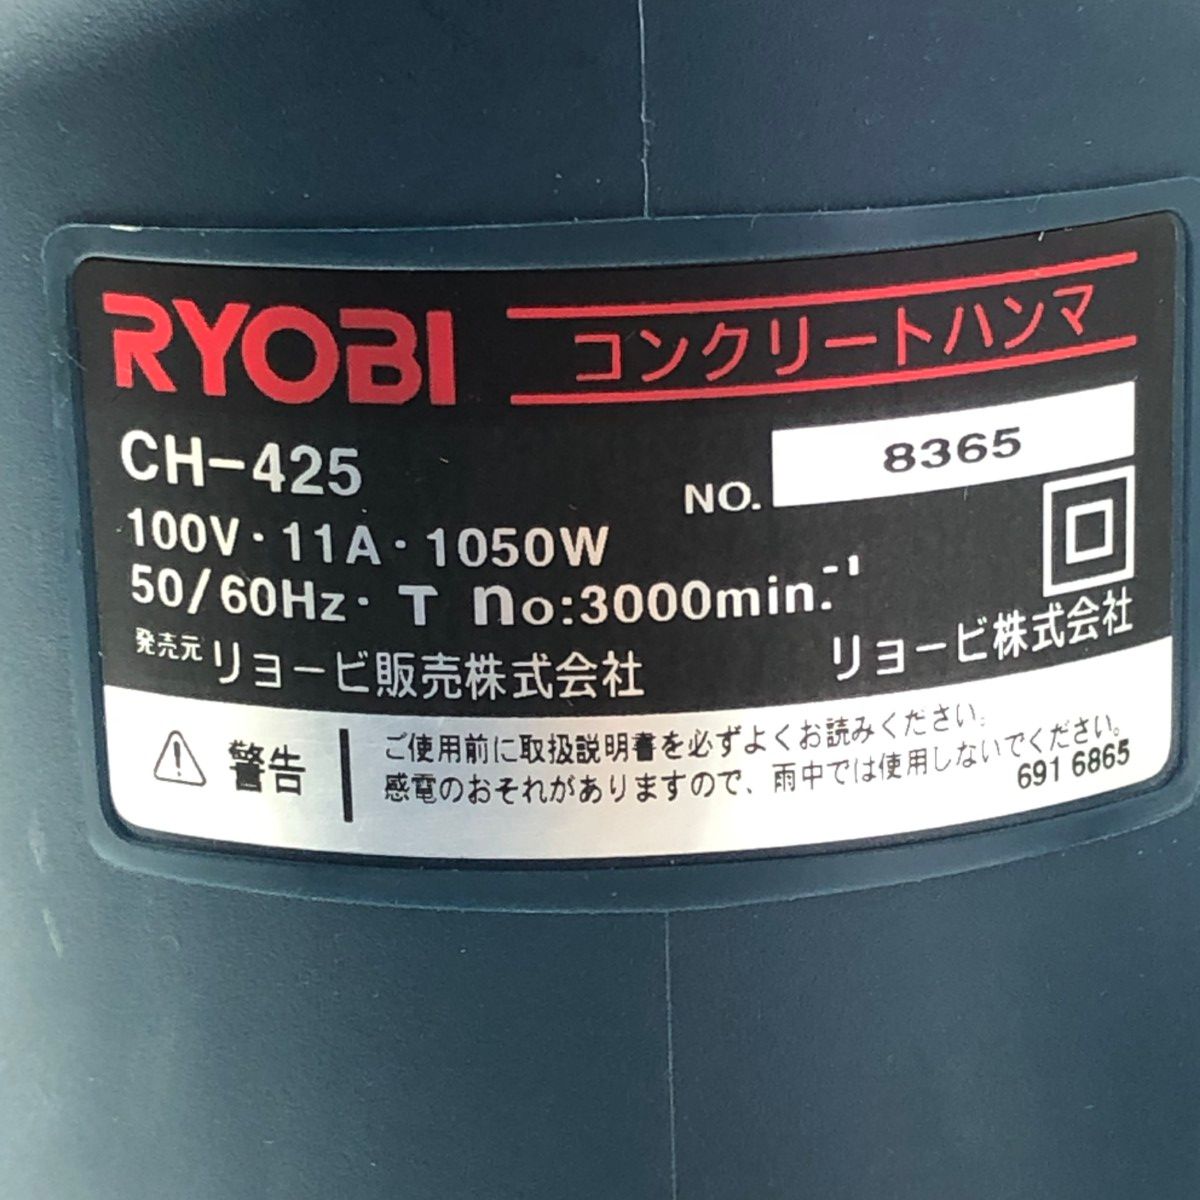 RYOBI コンクリートハンマ
CH-425
NO. 8365
100V・11A・1050W
50/60Hz・T no:3000min.⁻¹
発売元 リョービ販売株式会社
リョービ株式会社
警告
ご使用前に取扱説明書を必ずよくお読みください。
感電のおそれがありますので、雨中では使用しないでください。
691 6865